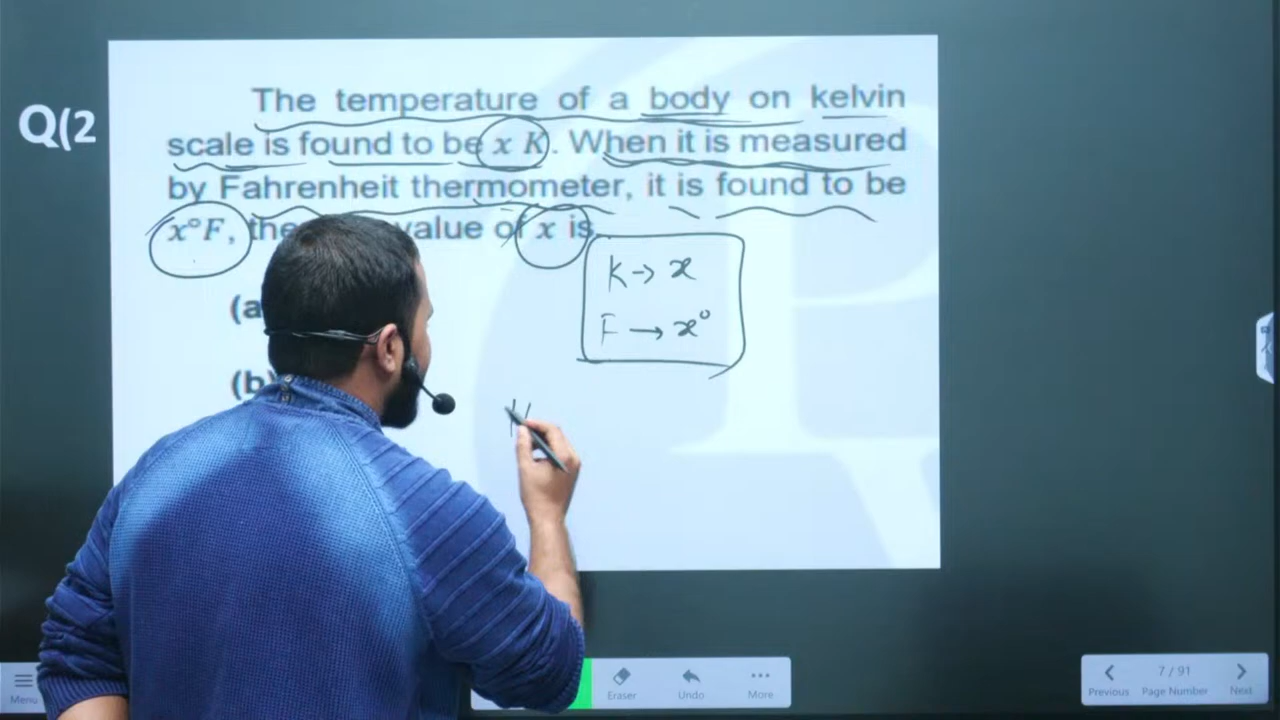 Q(2
The temperature of a body on kelvin
scale is found to be x K. When it is measured
by Fahrenheit thermometer, it is found to be
x°F, the value of x is
K → x
F → x°
(a
(b)
K
Menu
Eraser
Undo
More
7 / 91
Previous Page Number Next